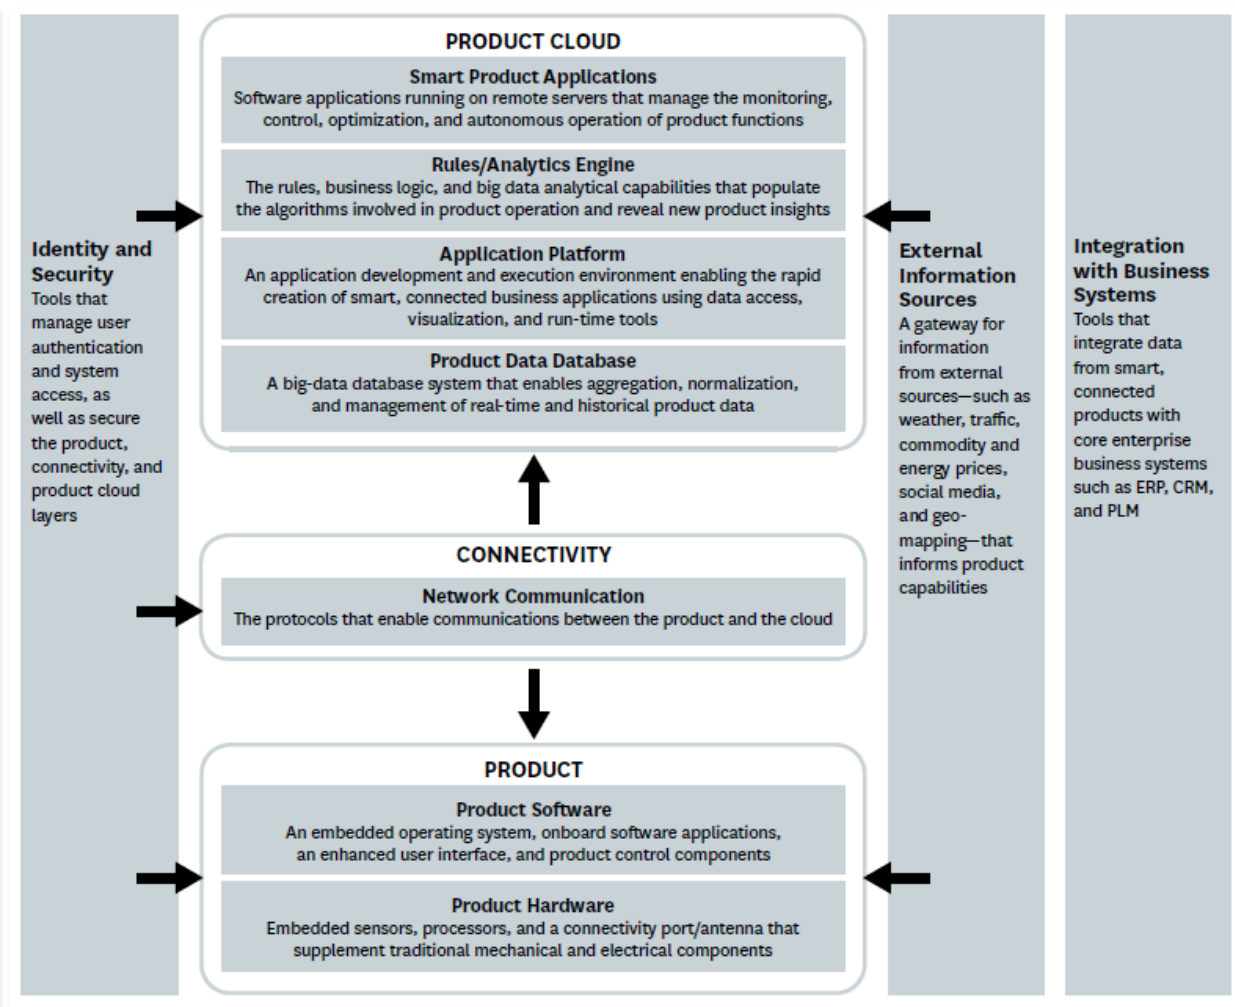 PRODUCT CLOUD
Smart Product Applications
Software applications running on remote servers that manage the monitoring,
control, optimization, and autonomous operation of product functions
Rules/Analytics Engine
The rules, business logic, and big data analytical capabilities that populate
the algorithms involved in product operation and reveal new product insights
Application Platform
An application development and execution environment enabling the rapid
creation of smart, connected business applications using data access,
visualization, and run-time tools
Product Data Database
A big-data database system that enables aggregation, normalization,
and management of real-time and historical product data
CONNECTIVITY
Network Communication
The protocols that enable communications between the product and the cloud
PRODUCT
Product Software
An embedded operating system, onboard software applications,
an enhanced user interface, and product control components
Product Hardware
Embedded sensors, processors, and a connectivity port/antenna that
supplement traditional mechanical and electrical components
Identity and
Security
Tools that
manage user
authentication
and system
access, as
well as secure
the product,
connectivity, and
product cloud
layers
External
Information
Sources
A gateway for
information
from external
sources—such as
weather, traffic,
commodity and
energy prices,
social media,
and geo-
mapping—that
informs product
capabilities
Integration
with Business
Systems
Tools that
integrate data
from smart,
connected
products with
core enterprise
business systems
such as ERP, CRM,
and PLM